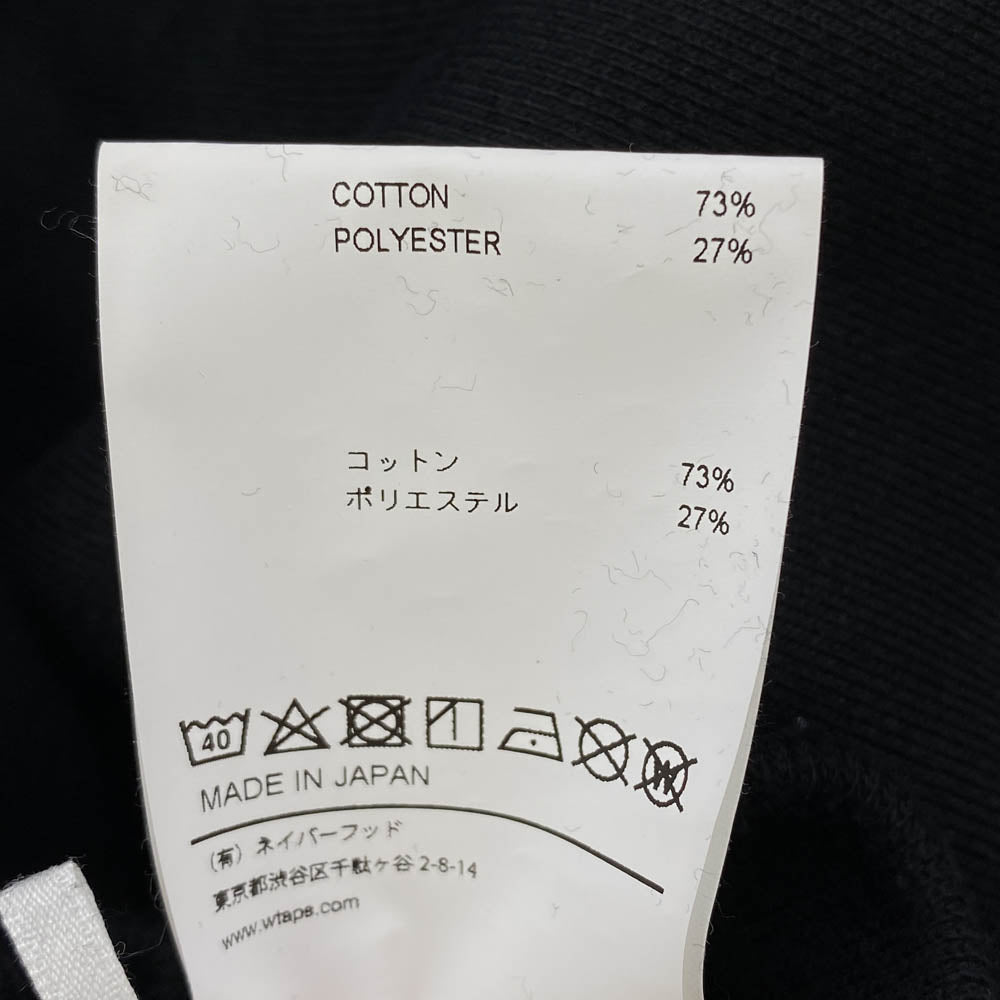 COTTON 73%
POLYESTER 27%
コットン 73%
ポリエステル 27%
40
MADE IN JAPAN
(有) ネイバーフッド
東京都渋谷区千駄ヶ谷 2-8-14
www.wtaps.com